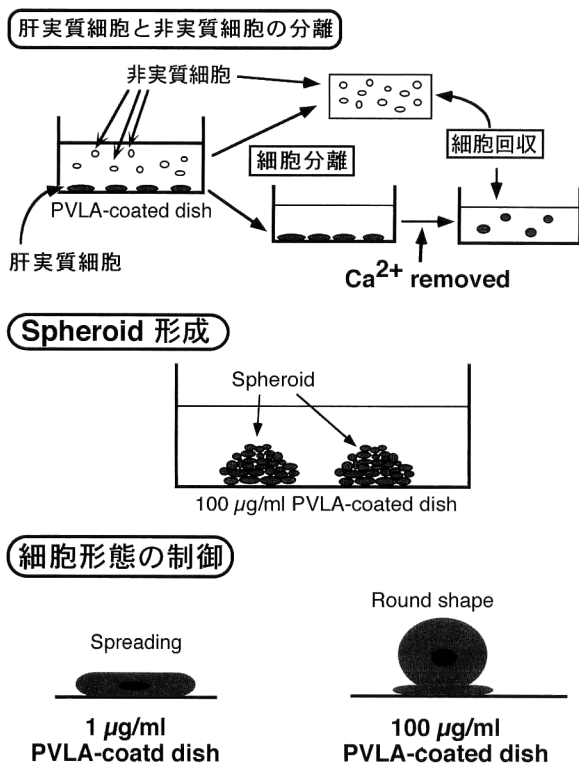 肝実質細胞と非実質細胞の分離
非実質細胞
細胞分離
細胞回収
PVLA-coated dish
肝実質細胞
Ca2+ removed
Spheroid 形成
Spheroid
100 µg/ml PVLA-coated dish
細胞形態の制御
Round shape
Spreading
1 µg/ml
PVLA-coatd dish
100 µg/ml
PVLA-coated dish